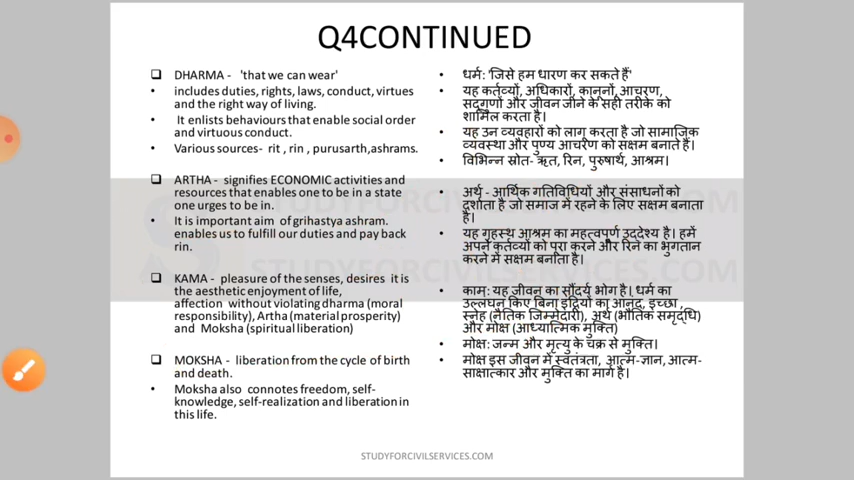 Q4CONTINUED
DHARMA - 'that we can wear'
includes duties, rights, laws, conduct, virtues
and the right way of living.
It enlists behaviours that enable social order
and virtuous conduct.
Various sources- rit , rin , purusarth,ashrams.
ARTHA - signifies ECONOMIC activities and
resources that enables one to be in a state
one urges to be in.
It is important aim of grihastya ashram.
enables us to fulfill our duties and pay back
rin.
KAMA - pleasure of the senses, desires it is
the aesthetic enjoyment of life,
affection without violating dharma (moral
responsibility), Artha (material prosperity)
and Moksha (spiritual liberation)
MOKSHA - liberation from the cycle of birth
and death.
Moksha also connotes freedom, self-
knowledge, self-realization and liberation in
this life.
धर्म: 'जिसे हम धारण कर सकते हैं'
यह कर्तव्यों, अधिकारों, कानूनों, आचरण,
सद्गुणों और जीवन जीने के सही तरीके को
शामिल करता है।
यह उन व्यवहारों को लागू करता है जो सामाजिक
व्यवस्था और पुण्य आचरण को सक्षम बनाते हैं।
विभिन्न स्रोत- ऋत, रिन, पुरुषार्थ, आश्रम।
अर्थ - आर्थिक गतिविधियों और संसाधनों को
दर्शाता है जो समाज में रहने के लिए सक्षम बनाता
है।
यह गृहस्थ आश्रम का महत्वपूर्ण उद्देश्य है। हमें
अपने कर्तव्यों को पूरा करने और रिन का भुगतान
करने में सक्षम बनाता है।
काम: यह जीवन का सौंदर्य भोग है। धर्म का
उल्लंघन किए बिना इंद्रियों का आनंद, इच्छा ,
स्नेह (नैतिक जिम्मेदारी), अर्थ (भौतिक समृद्धि)
और मोक्ष (आध्यात्मिक मुक्ति)
मोक्ष: जन्म और मृत्यु के चक्र से मुक्ति।
मोक्ष इस जीवन में स्वतंत्रता, आत्म-ज्ञान, आत्म-
साक्षात्कार और मुक्ति का मार्ग है।
STUDYFORCIVILSERVICES.COM
STUDYFORCIVILSERVICES.COM
STUDYFORCIVILSERVICES.COM